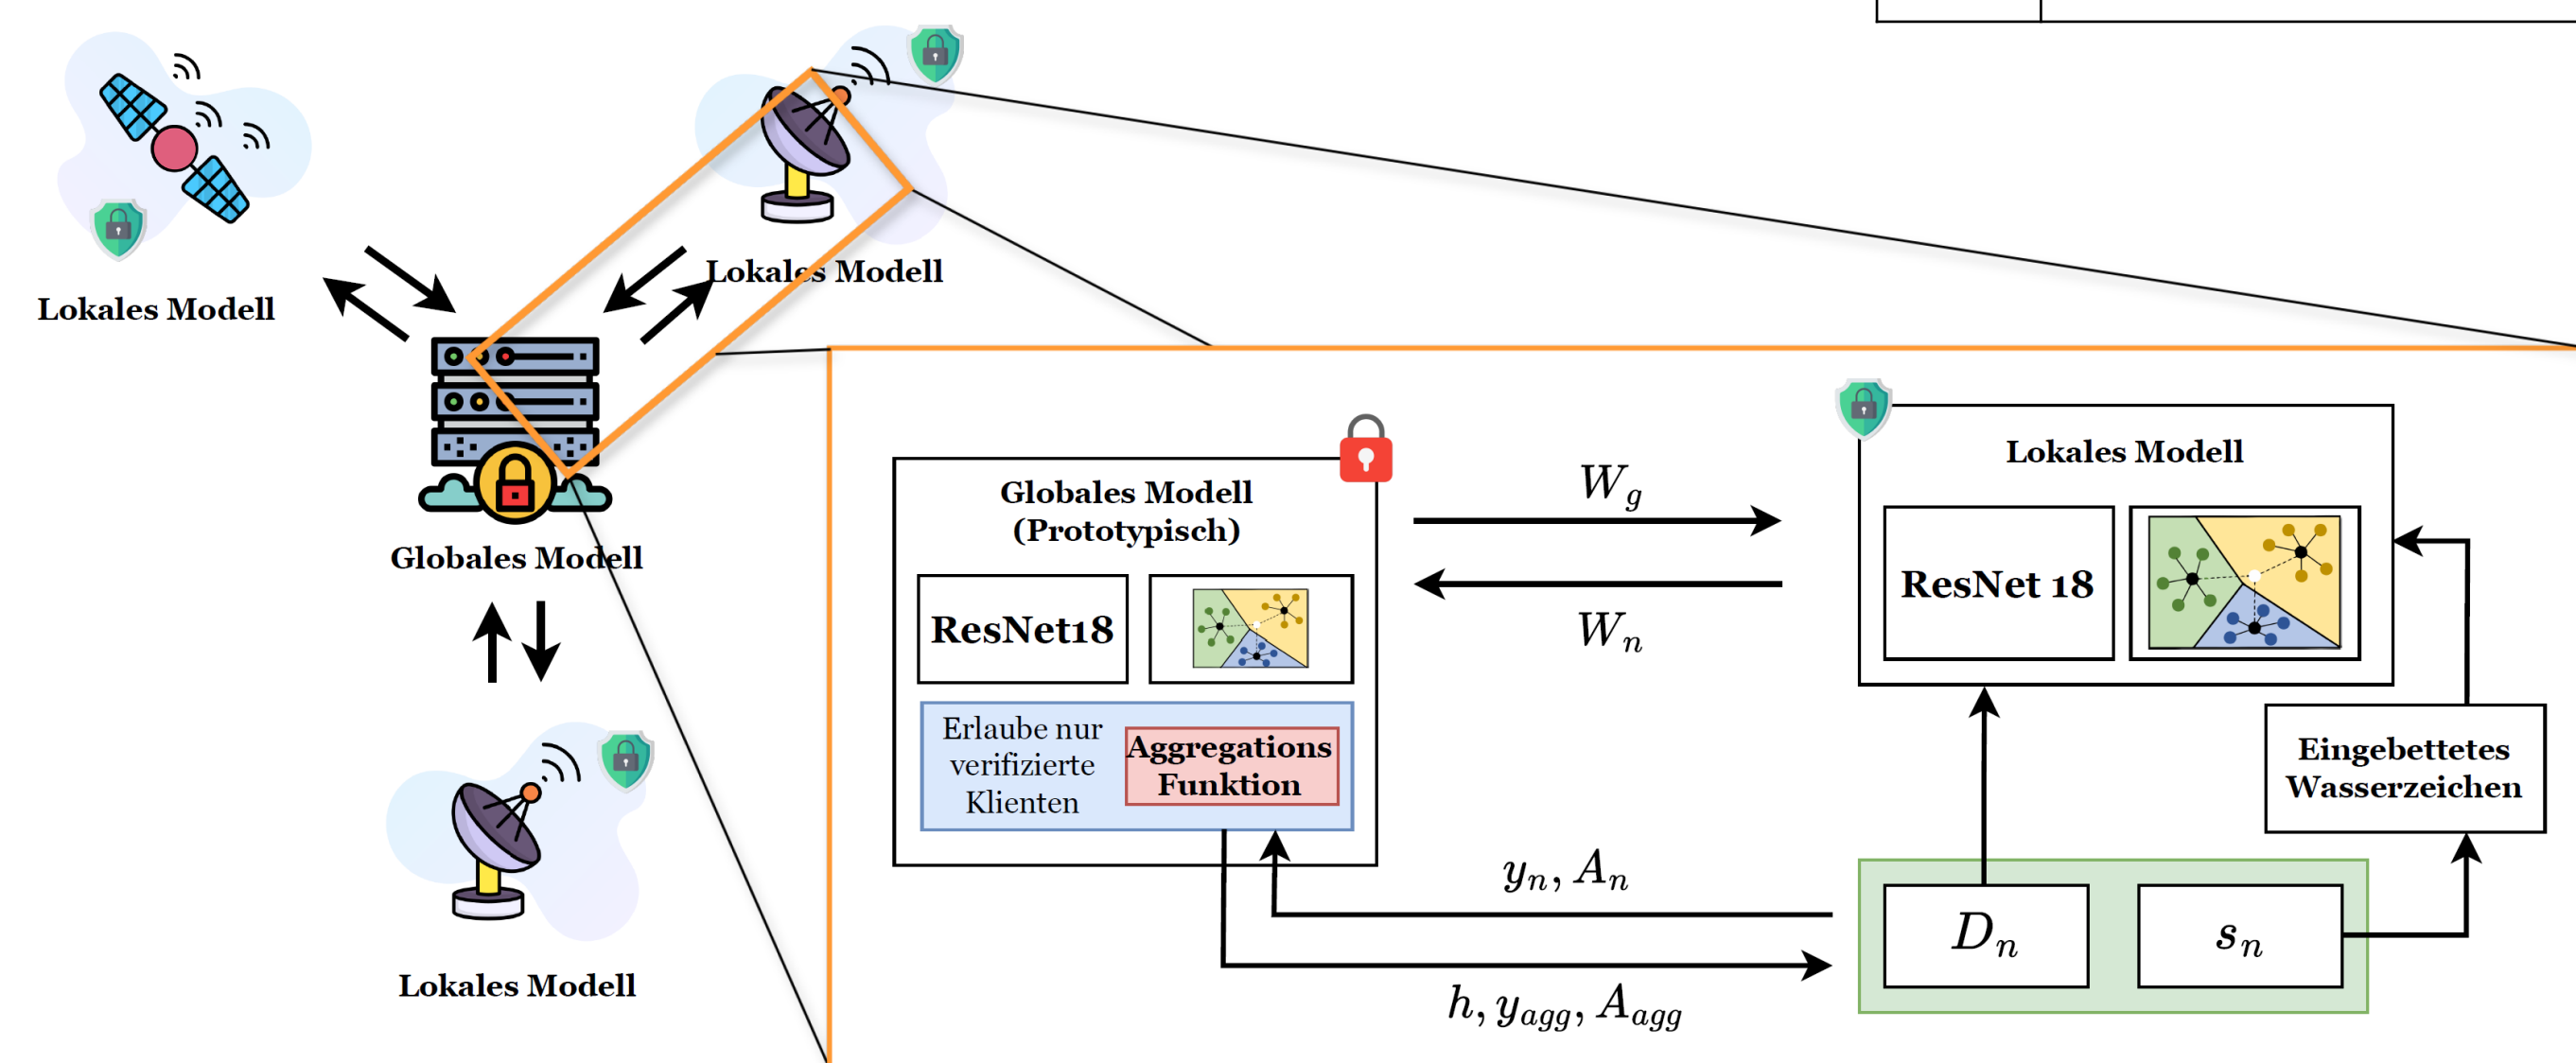 Lokales Modell
Lokales Modell
Globales Modell
Lokales Modell
Globales Modell
(Prototypisch)
ResNet18
Erlaube nur
verifizierte
Klienten
Aggregations
Funktion
W_g
W_n
y_n, A_n
h, y_agg, A_agg
Lokales Modell
ResNet 18
Eingebettetes
Wasserzeichen
D_n
s_n